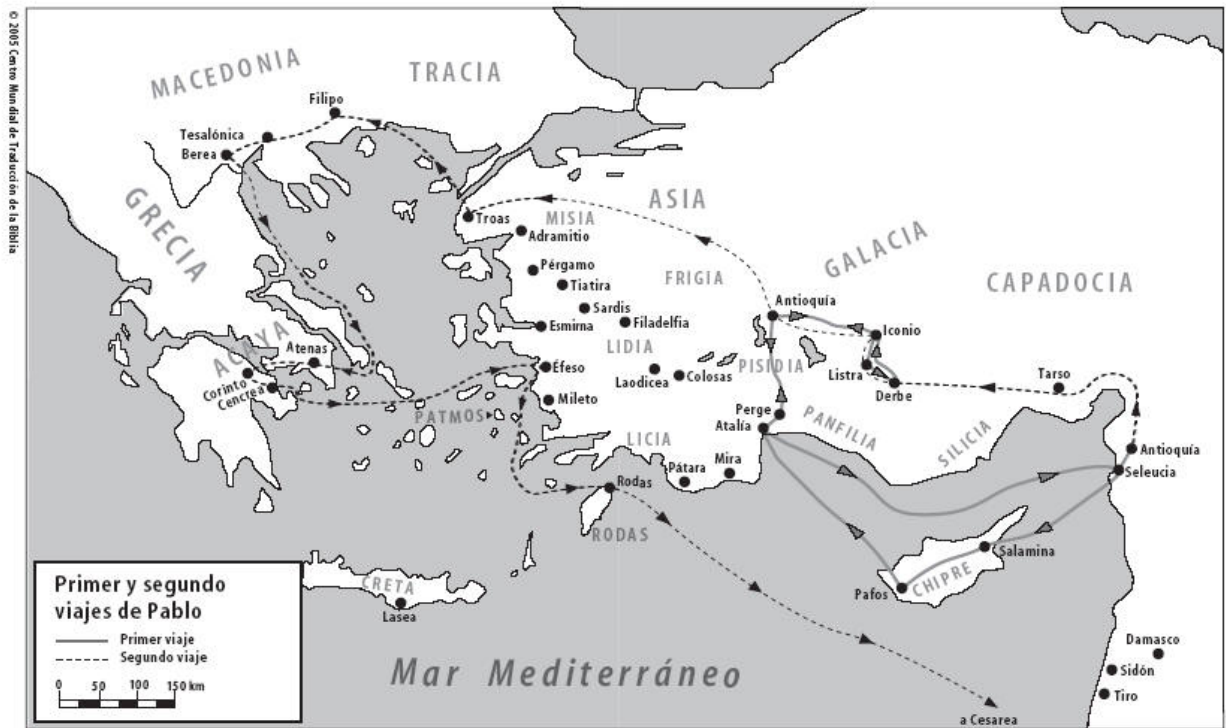 © 2005 Centro Mundial de Traducción de la Biblia
MACEDONIA
TRACIA
Filipo
Tesalónica
Berea
GRECIA
ASIA
Troas
MISIA
Adramitio
GALACIA
Pérgamo
FRIGIA
Tiatira
CAPADOCIA
Sardis
Antioquía
Esmirna
Filadelfia
Iconio
ACAYA
Atenas
LIDIA
PISIDIA
Listra
Éfeso
Laodicea
Colosas
Derbe
Tarso
Corinto
Cencrea
Mileto
PATMOS
Perge
Atalía
PANFILIA
SILICIA
LICIA
Mira
Pátara
Antioquía
Seleucia
Rodas
RODAS
Salamina
CHIPRE
Pafos
CRETA
Lasea
Primer y segundo
viajes de Pablo
Primer viaje
Segundo viaje
0 50 100 150 km
Mar Mediterráneo
Damasco
Sidón
Tiro
a Cesarea